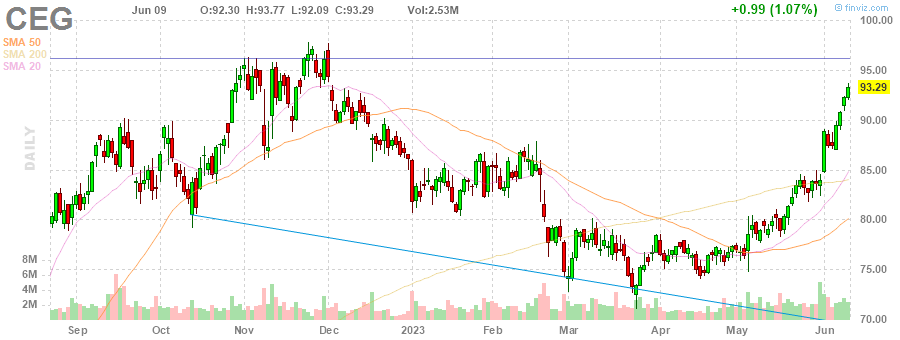 CEG Jun 09 O:92.30 H:93.77 L:92.09 C:93.29 Vol:2.53M +0.99 (1.07%) finviz.com
SMA 50
SMA 200
SMA 20
DAILY
100.00
95.00
93.29
90.00
85.00
80.00
75.00
70.00
8M
6M
4M
2M
Sep Oct Nov Dec 2023 Feb Mar Apr May Jun